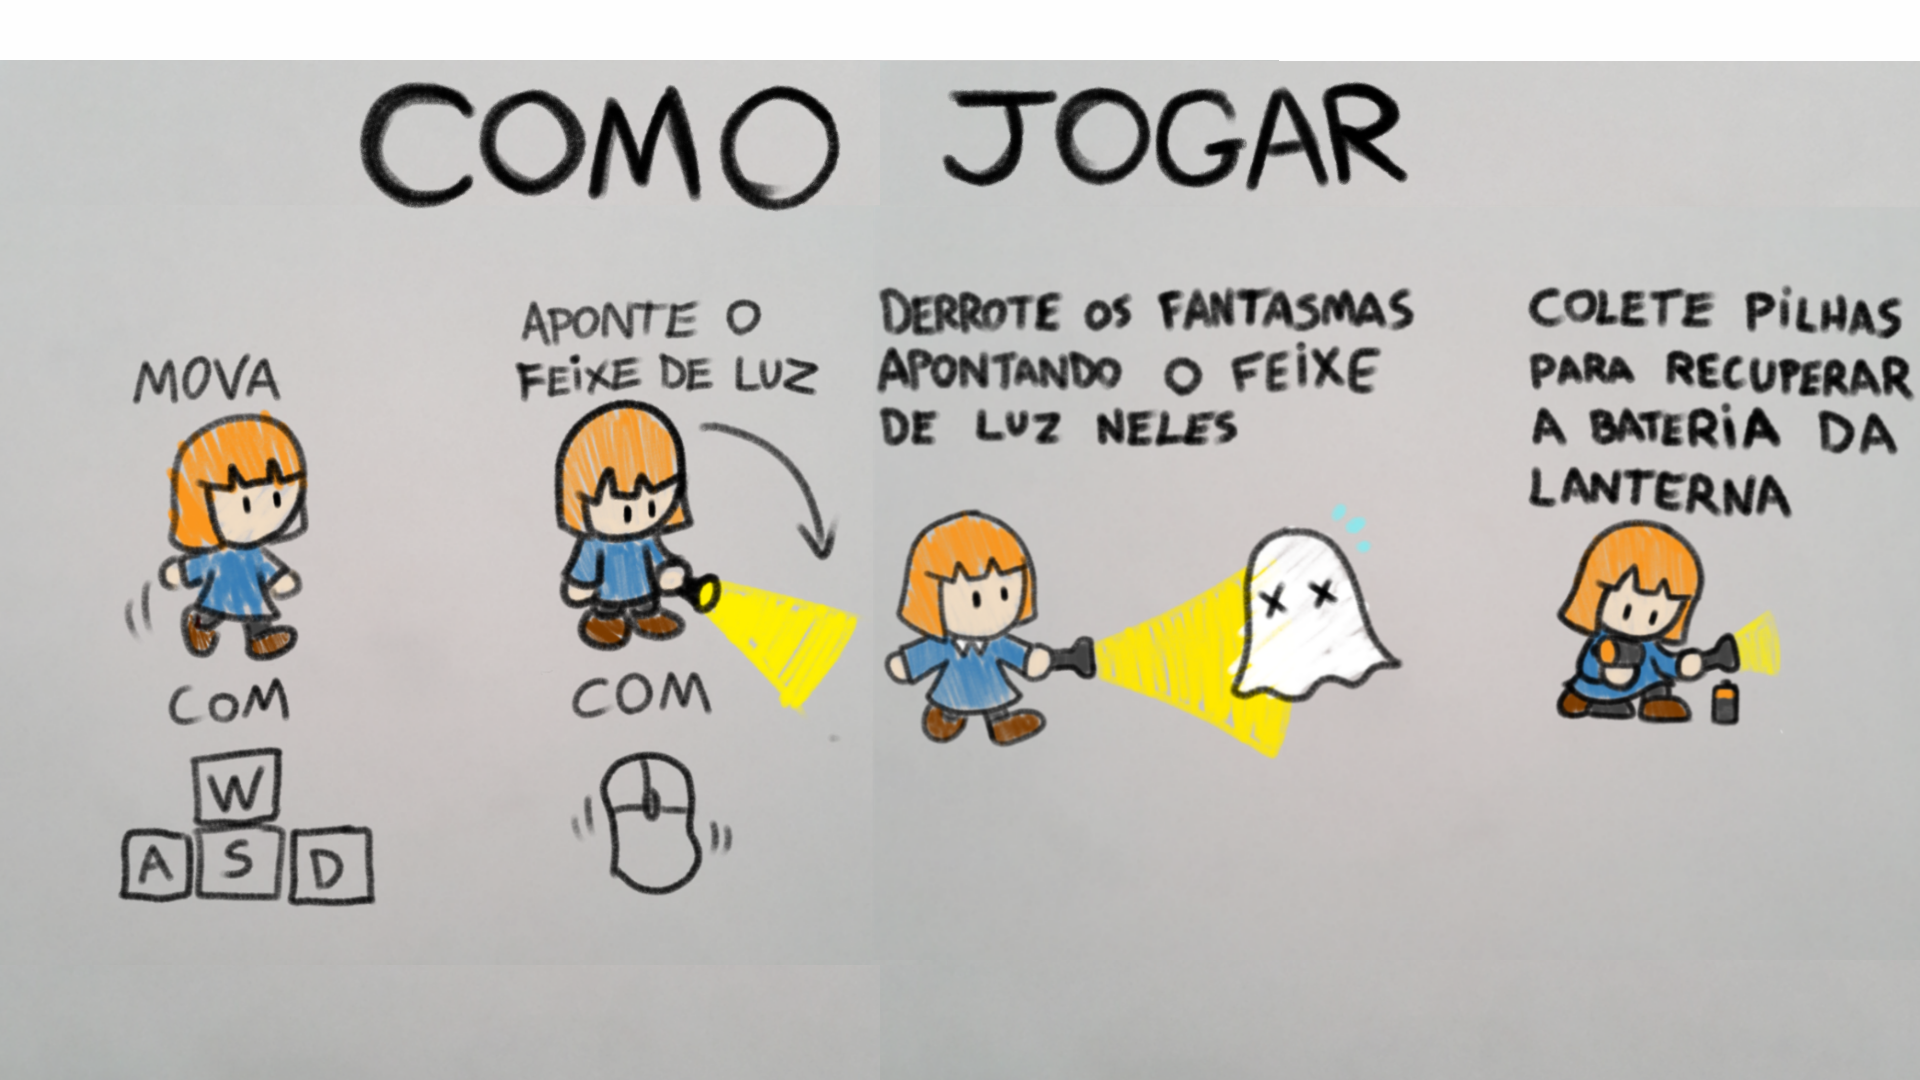 COMO JOGAR
MOVA
COM
W
A S D
APONTE O
FEIXE DE LUZ
COM
DERROTE OS FANTASMAS
APONTANDO O FEIXE
DE LUZ NELES
COLETE PILHAS
PARA RECUPERAR
A BATERIA DA
LANTERNA